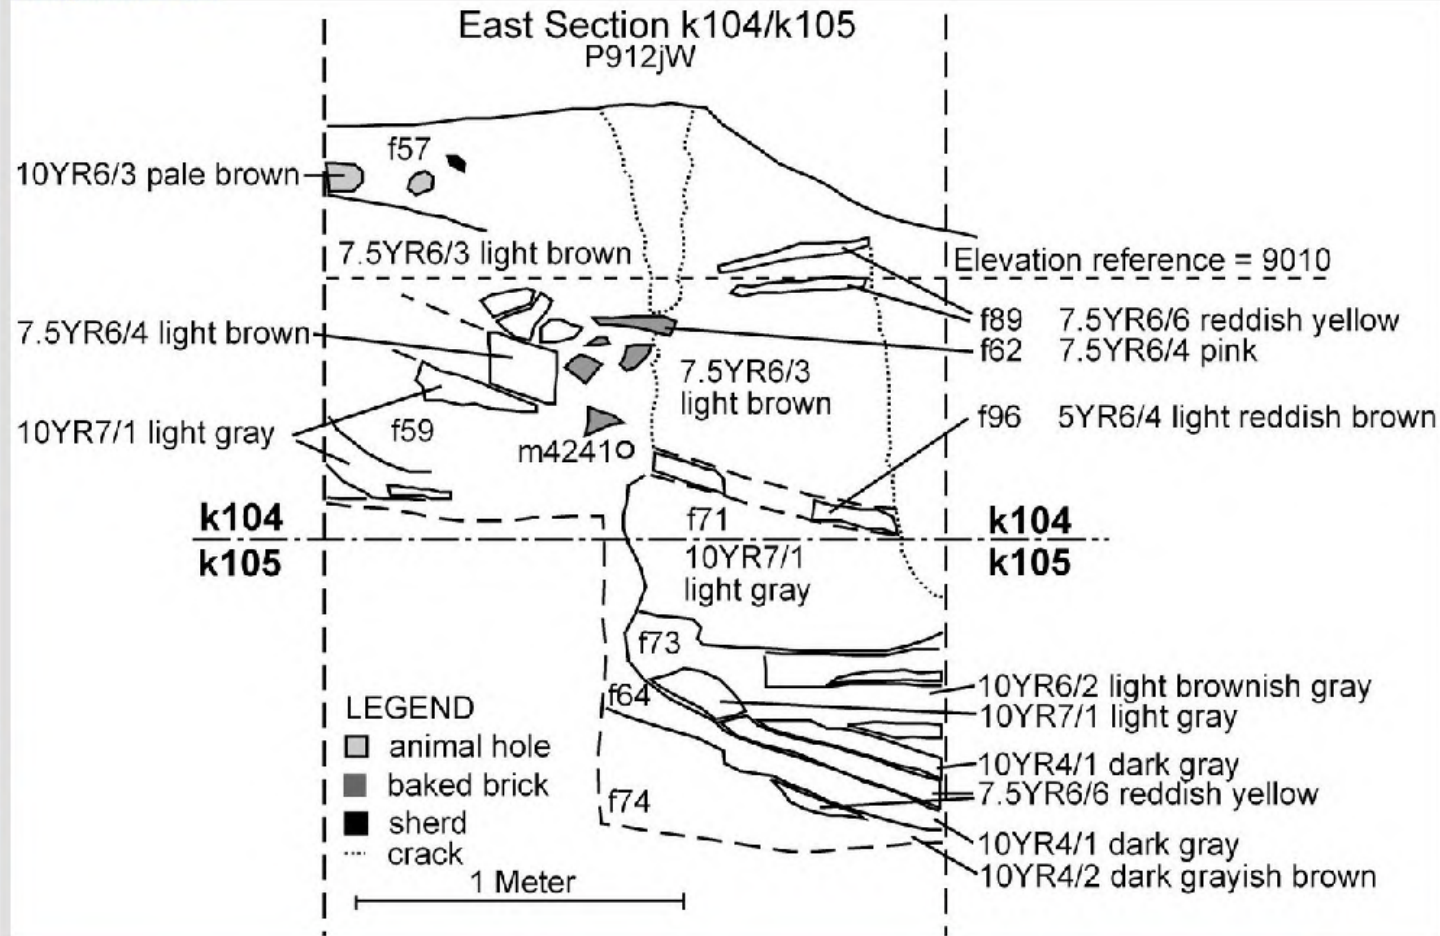 East Section k104/k105
P912jW
f57
10YR6/3 pale brown
7.5YR6/3 light brown
Elevation reference = 9010
7.5YR6/4 light brown
f89 7.5YR6/6 reddish yellow
f62 7.5YR6/4 pink
7.5YR6/3
light brown
f96 5YR6/4 light reddish brown
10YR7/1 light gray
f59
m4241
k104
f71
k104
k105
10YR7/1
light gray
k105
f73
f64
10YR6/2 light brownish gray
10YR7/1 light gray
10YR4/1 dark gray
7.5YR6/6 reddish yellow
f74
10YR4/1 dark gray
10YR4/2 dark grayish brown
LEGEND
animal hole
baked brick
sherd
crack
1 Meter